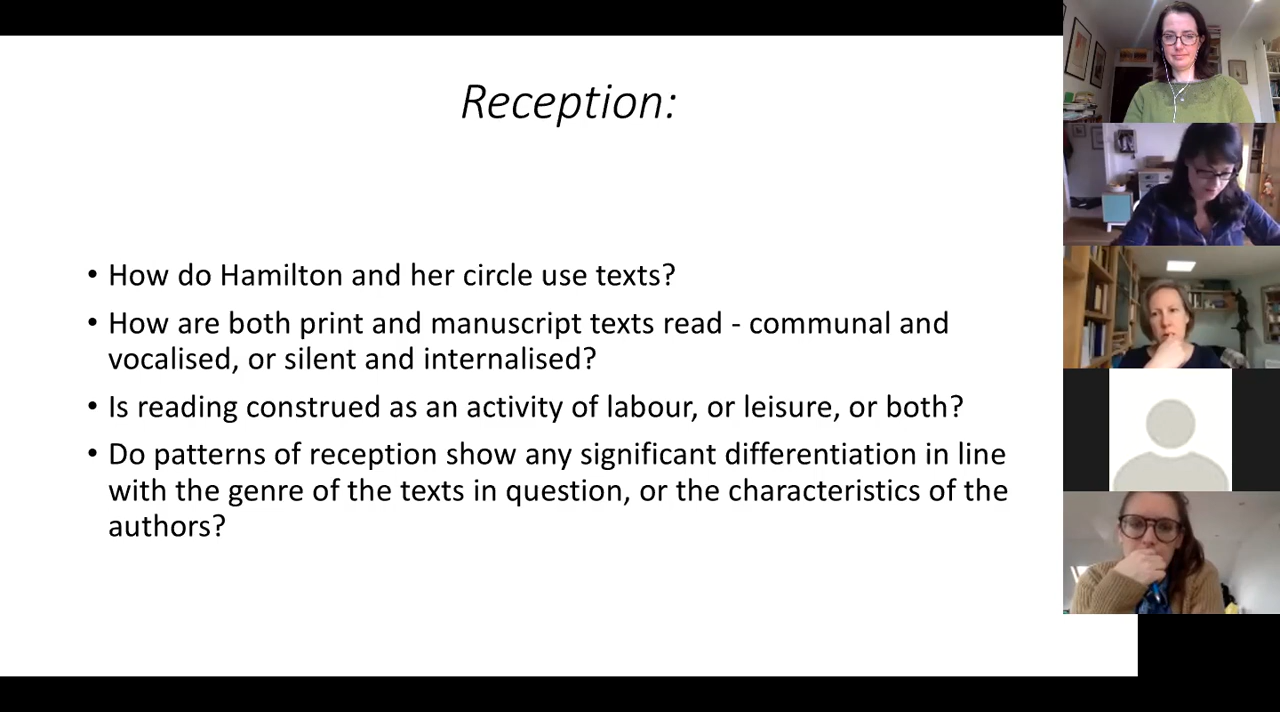 Reception:
• How do Hamilton and her circle use texts?
• How are both print and manuscript texts read - communal and
vocalised, or silent and internalised?
• Is reading construed as an activity of labour, or leisure, or both?
• Do patterns of reception show any significant differentiation in line
with the genre of the texts in question, or the characteristics of the
authors?